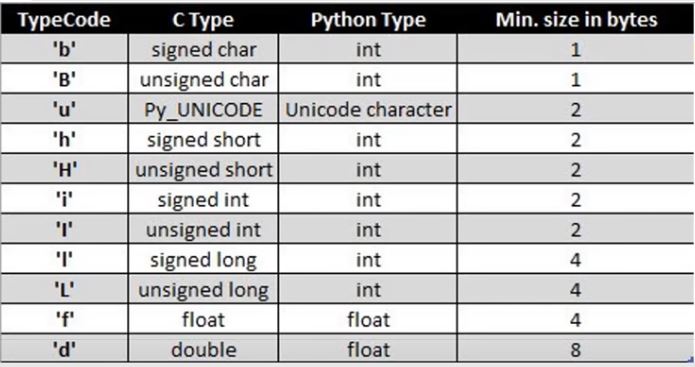 TypeCode C Type Python Type Min. size in bytes
'b' signed char int 1
'B' unsigned char int 1
'u' Py_UNICODE Unicode character 2
'h' signed short int 2
'H' unsigned short int 2
'i' signed int int 2
'I' unsigned int int 2
'l' signed long int 4
'L' unsigned long int 4
'f' float float 4
'd' double float 8